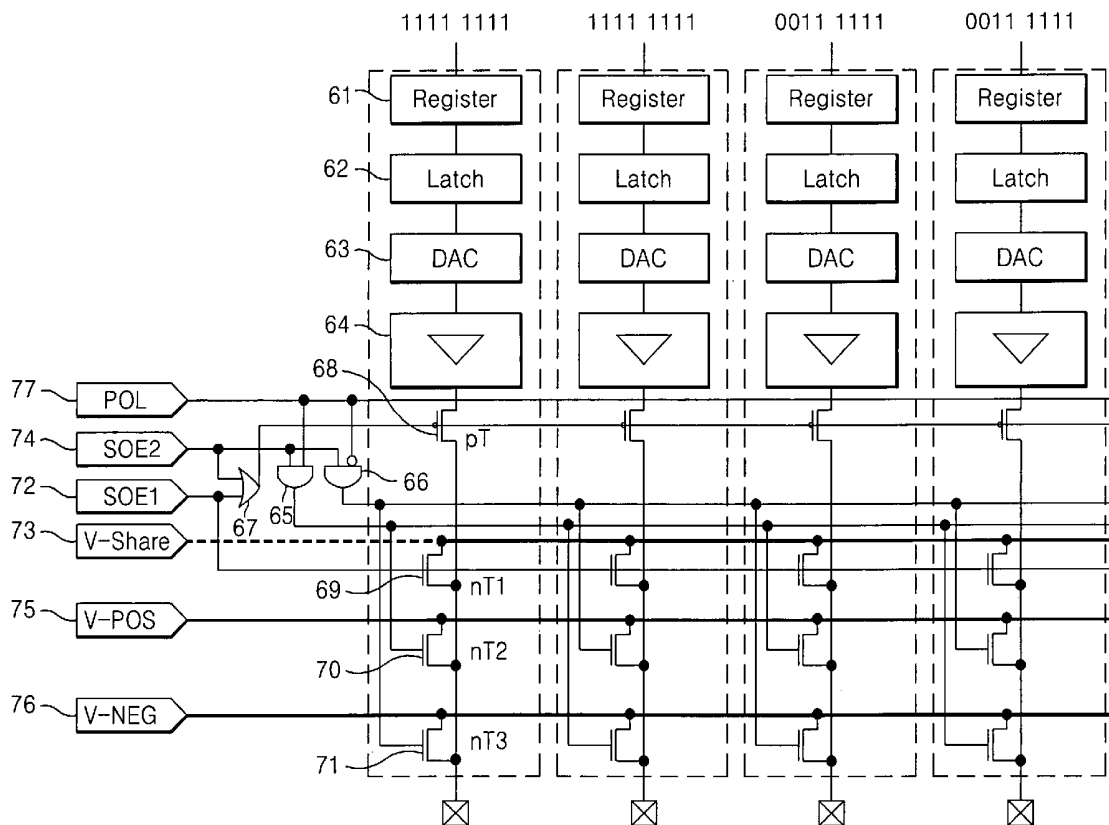 1111 1111 1111 1111 0011 1111 0011 1111
61 Register Register Register Register
62 Latch Latch Latch Latch
63 DAC DAC DAC DAC
64
68
77 POL
pT
74 SOE2
66
72 SOE1
67 65
73 V-Share
69 nT1
75 V-POS
70 nT2
76 V-NEG
71 nT3